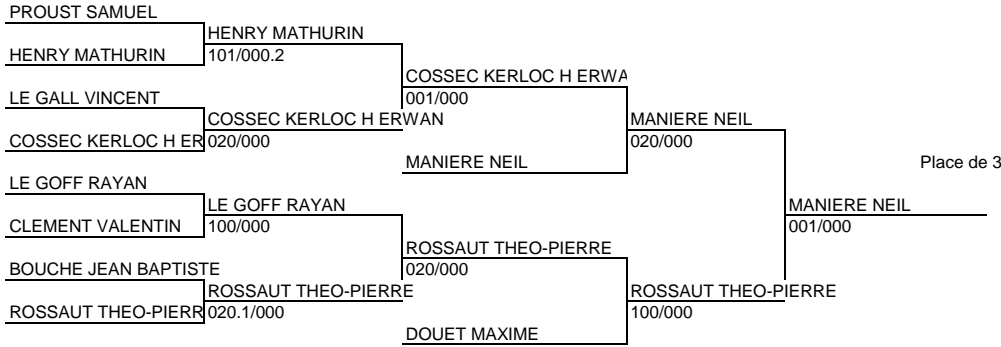 PROUST SAMUEL
HENRY MATHURIN
HENRY MATHURIN
101/000.2
COSSEC KERLOC H ERWA
001/000
LE GALL VINCENT
COSSEC KERLOC H ERWAN
MANIERE NEIL
COSSEC KERLOC H ER
020/000
020/000
MANIERE NEIL
Place de 3
LE GOFF RAYAN
LE GOFF RAYAN
MANIERE NEIL
CLEMENT VALENTIN
100/000
001/000
ROSSAUT THEO-PIERRE
020/000
BOUCHE JEAN BAPTISTE
ROSSAUT THEO-PIERRE
ROSSAUT THEO-PIERRE
ROSSAUT THEO-PIERR
020.1/000
100/000
DOUET MAXIME